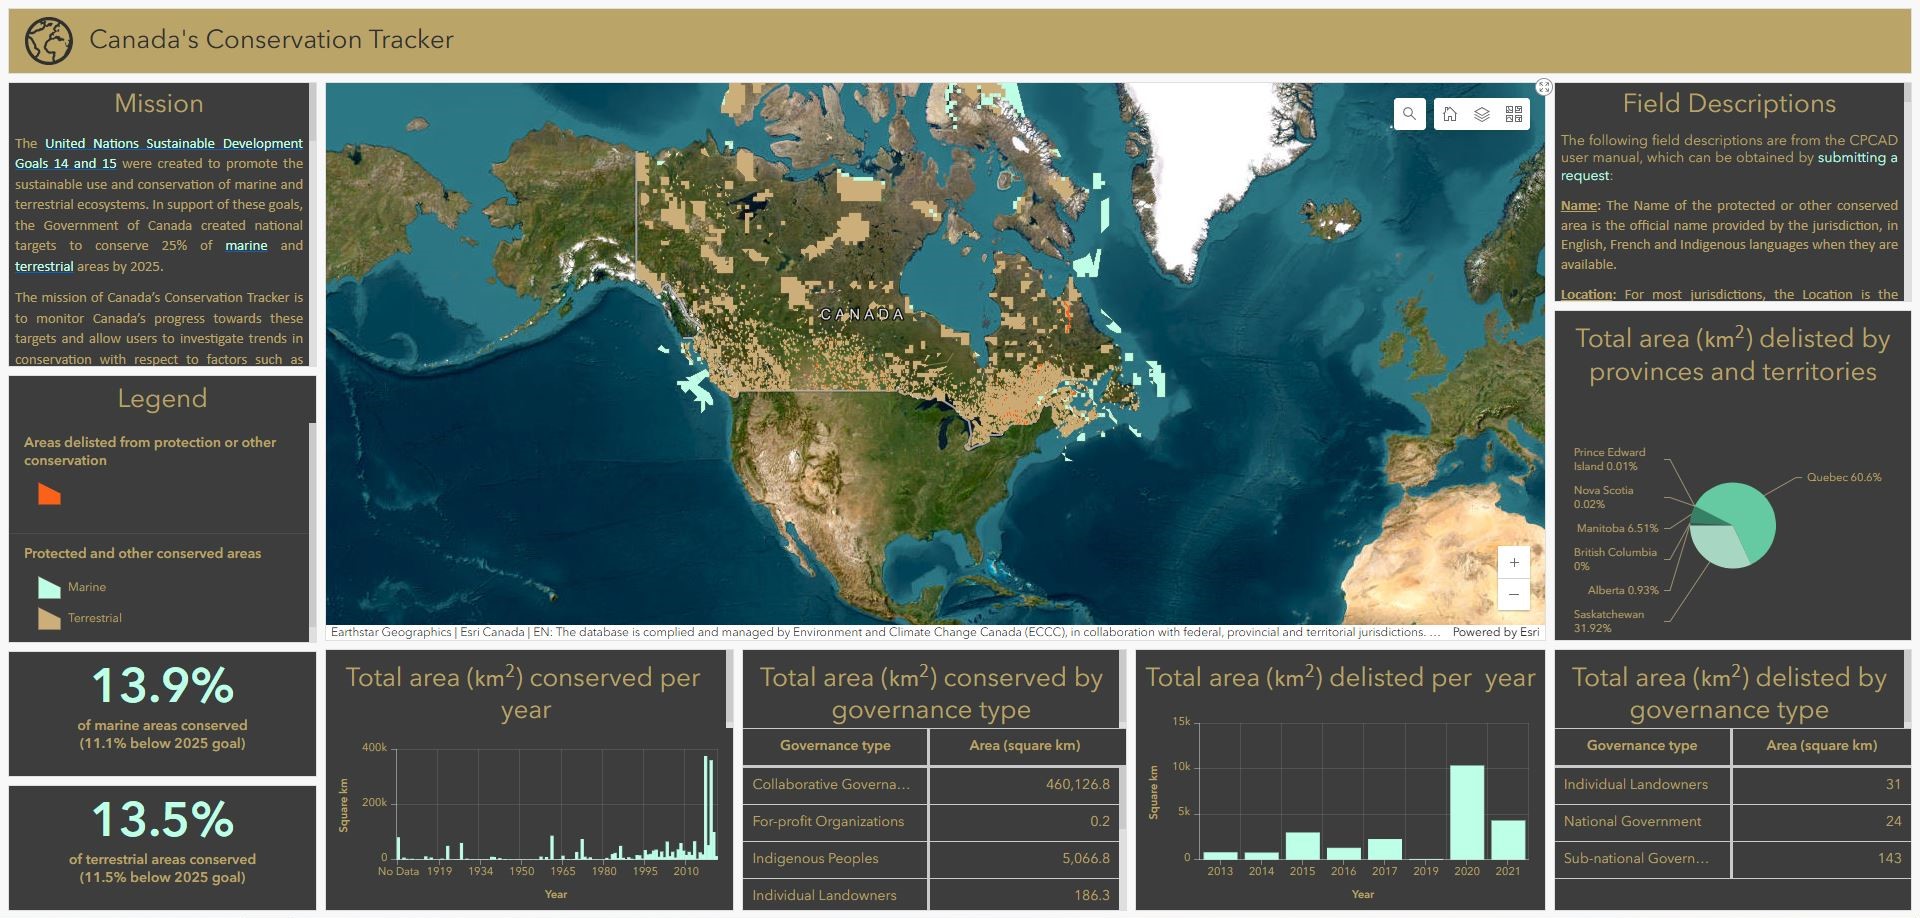 Canada's Conservation Tracker
Mission
The United Nations Sustainable Development
Goals 14 and 15 were created to promote the
sustainable use and conservation of marine and
terrestrial ecosystems. In support of these goals,
the Government of Canada created national
targets to conserve 25% of marine and
terrestrial areas by 2025.
The mission of Canada's Conservation Tracker is
to monitor Canada's progress towards these
targets and allow users to investigate trends in
conservation with respect to factors such as
Legend
Areas delisted from protection or other
conservation
Protected and other conserved areas
Marine
Terrestrial
13.9%
of marine areas conserved
(11.1% below 2025 goal)
13.5%
of terrestrial areas conserved
(11.5% below 2025 goal)
CANADA
+
−
Earthstar Geographics | Esri Canada | EN: The database is complied and managed by Environment and Climate Change Canada (ECCC), in collaboration with federal, provincial and territorial jurisdictions. ...
Powered by Esri
Field Descriptions
The following field descriptions are from the CPCAD
user manual, which can be obtained by submitting a
request:
Name: The Name of the protected or other conserved
area is the official name provided by the jurisdiction, in
English, French and Indigenous languages when they are
available.
Location: For most jurisdictions, the Location is the
Total area (km²) delisted by
provinces and territories
Prince Edward
Island 0.01%
Nova Scotia
0.02%
Manitoba 6.51%
British Columbia
0%
Alberta 0.93%
Saskatchewan
31.92%
Quebec 60.6%
Total area (km²) conserved per
year
400k
200k
0
Square km
No Data 1919 1934 1950 1965 1980 1995 2010
Year
Total area (km²) conserved by
governance type
Governance type Area (square km)
Collaborative Governa... 460,126.8
For-profit Organizations 0.2
Indigenous Peoples 5,066.8
Individual Landowners 186.3
Total area (km²) delisted per year
15k
10k
5k
0
Square km
2013 2014 2015 2016 2017 2019 2020 2021
Year
Total area (km²) delisted by
governance type
Governance type Area (square km)
Individual Landowners 31
National Government 24
Sub-national Govern... 143